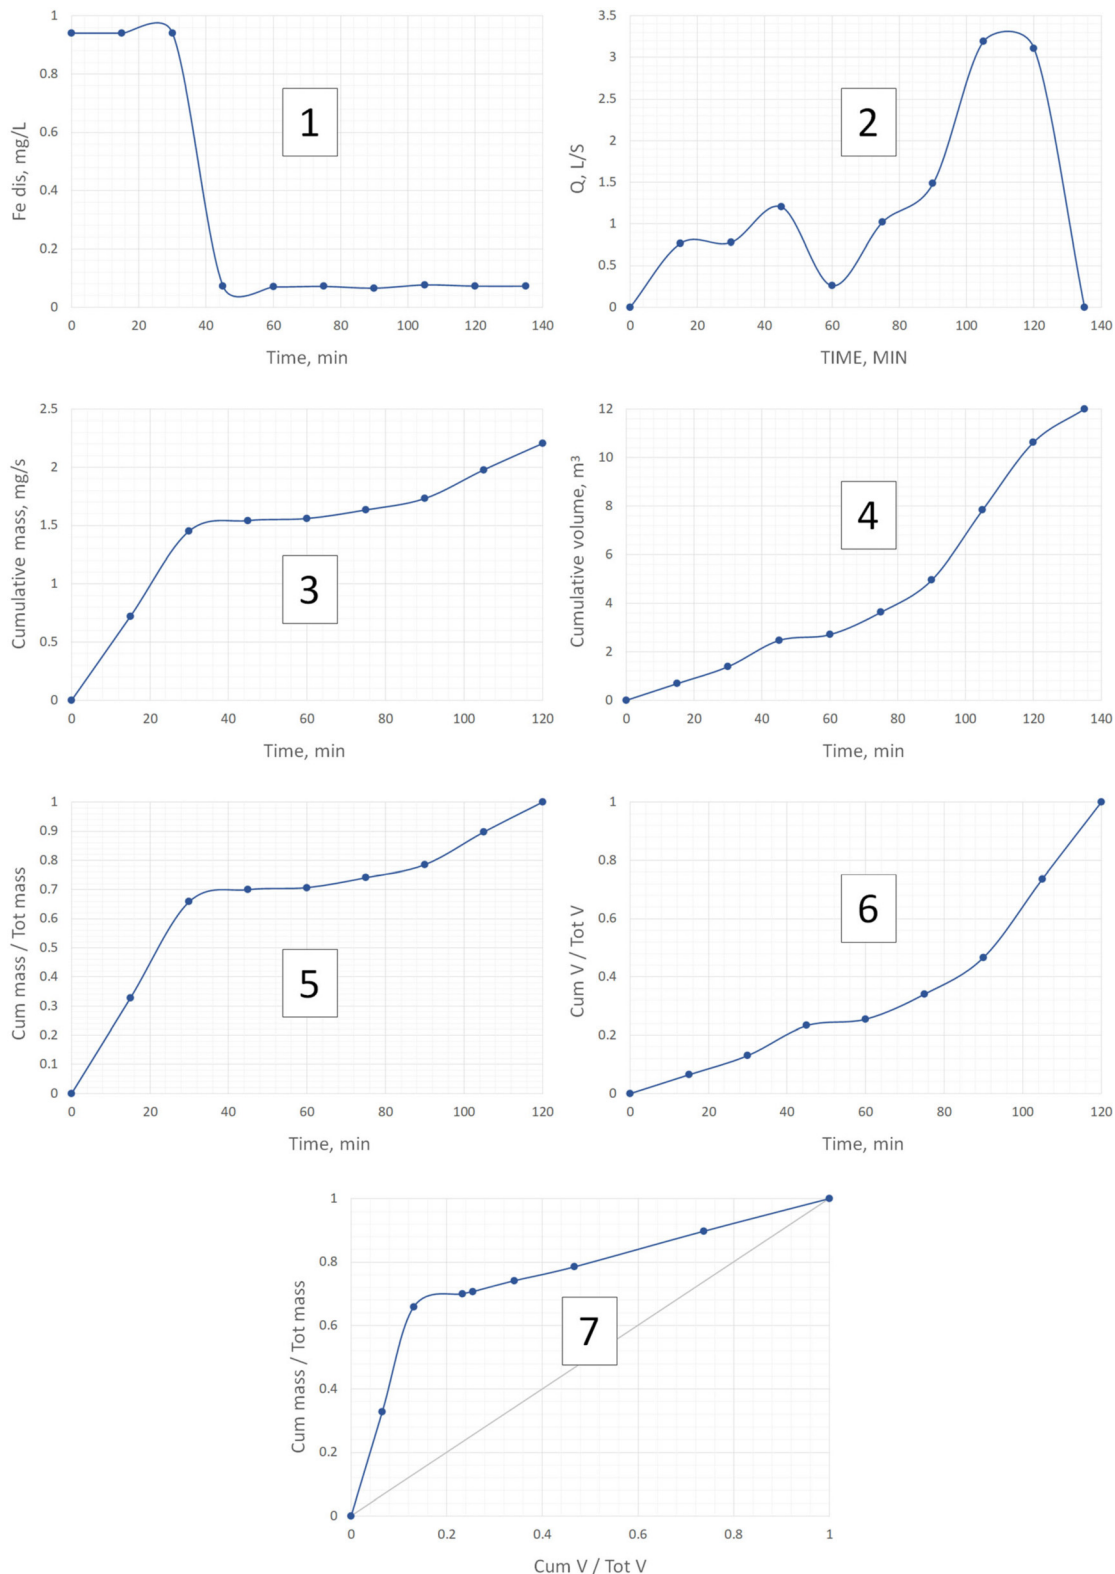 1
0.8
0.6
0.4
0.2
0
Fe dis, mg/L
1
0 20 40 60 80 100 120 140
Time, min
3.5
3
2.5
2
1.5
1
0.5
0
Q, L/S
2
0 20 40 60 80 100 120 140
TIME, MIN
2.5
2
1.5
1
0.5
0
Cumulative mass, mg/s
3
0 20 40 60 80 100 120
Time, min
12
10
8
6
4
2
0
Cumulative volume, m³
4
0 20 40 60 80 100 120 140
Time, min
1
0.9
0.8
0.7
0.6
0.5
0.4
0.3
0.2
0.1
0
Cum mass / Tot mass
5
0 20 40 60 80 100 120
Time, min
1
0.8
0.6
0.4
0.2
0
Cum V / Tot V
6
0 20 40 60 80 100 120
Time, min
1
0.8
0.6
0.4
0.2
0
Cum mass / Tot mass
7
0 0.2 0.4 0.6 0.8 1
Cum V / Tot V